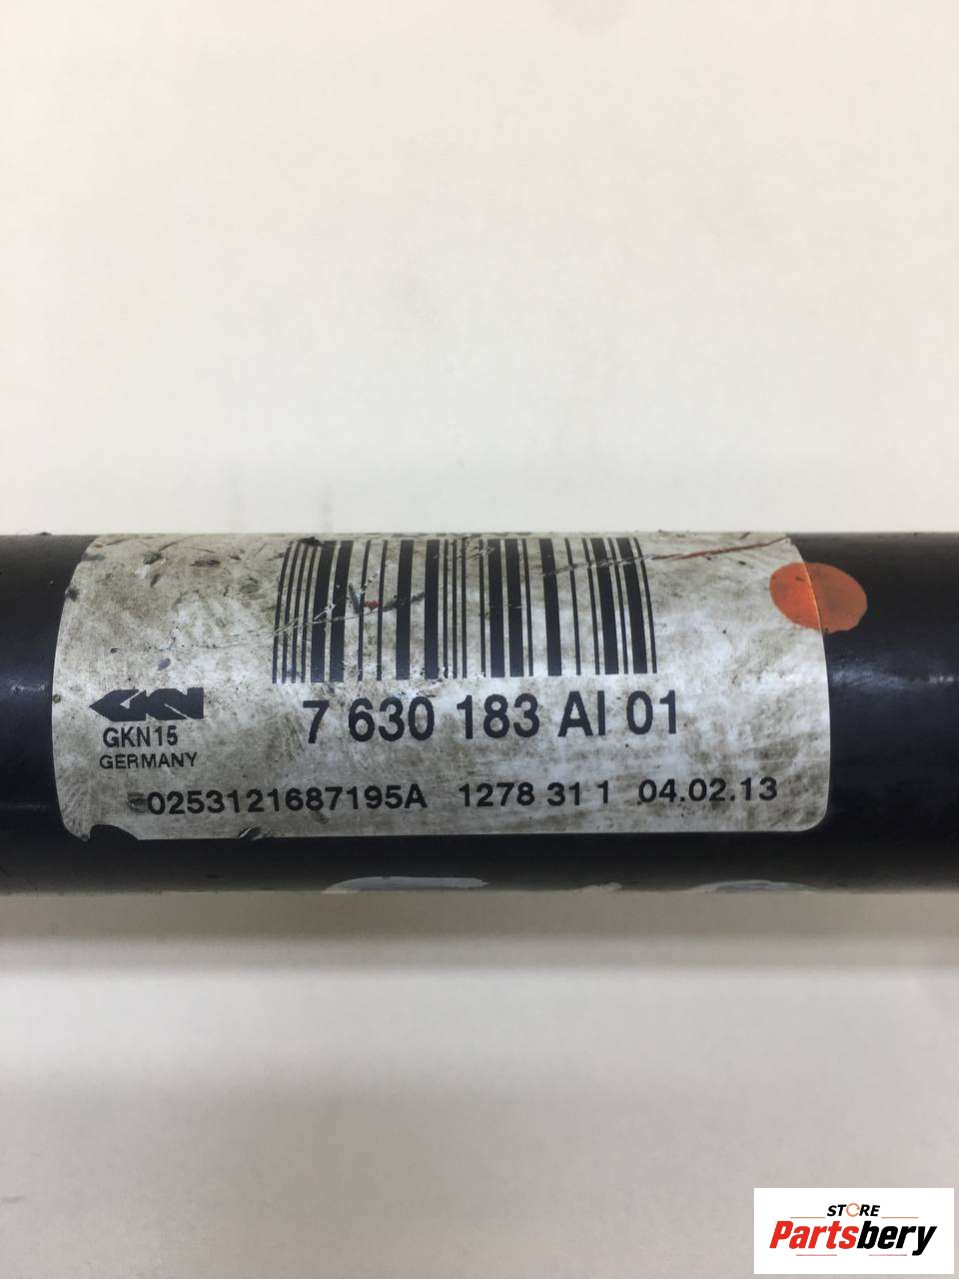 7 630 183 AI 01
GKN
GKN15
GERMANY
0253121687195A 1278 31 1 04.02.13
STORE
Partsbery